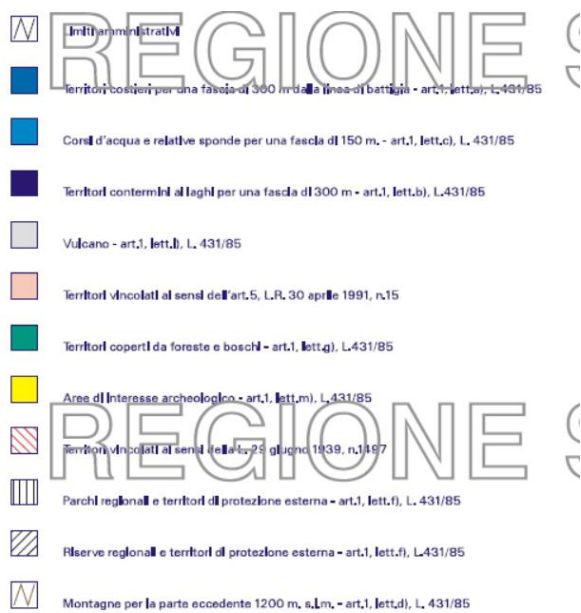 REGIONE S
Limiti amministrativi
Territori costieri per una fascia di 300 m dalla linea di battigia - art.1, lett.a), L.431/85
Corsi d'acqua e relative sponde per una fascia di 150 m. - art.1, lett.c), L. 431/85
Territori contermini ai laghi per una fascia di 300 m - art.1, lett.b), L.431/85
Vulcano - art.1, lett.l), L. 431/85
Territori vincolati ai sensi dell'art.5, L.R. 30 aprile 1991, n.15
Territori coperti da foreste e boschi - art.1, lett.g), L.431/85
Aree di interesse archeologico - art.1, lett.m), L.431/85
REGIONE S
Territori vincolati ai sensi della L. 29 giugno 1939, n.1497
Parchi regionali e territori di protezione esterna - art.1, lett.f), L. 431/85
Riserve regionali e territori di protezione esterna - art.1, lett.f), L.431/85
Montagne per la parte eccedente 1200 m. s.l.m. - art.1, lett.d), L. 431/85